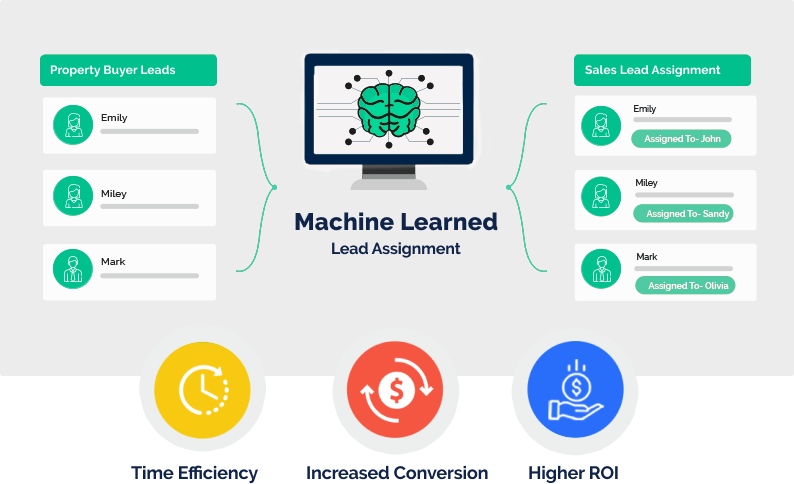 Property Buyer Leads
Emily
Miley
Mark
Machine Learned
Lead Assignment
Sales Lead Assignment
Emily
Assigned To- John
Miley
Assigned To- Sandy
Mark
Assigned To- Olivia
Time Efficiency
Increased Conversion
Higher ROI